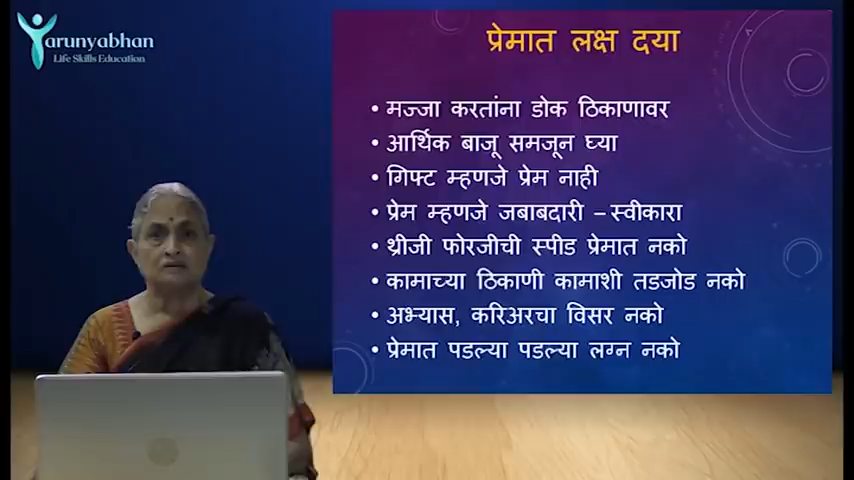 arunyabhan
Life Skills Education
प्रेमात लक्ष दया
• मज्जा करतांना डोक ठिकाणावर
• आर्थिक बाजू समजून घ्या
• गिफ्ट म्हणजे प्रेम नाही
• प्रेम म्हणजे जबाबदारी – स्वीकारा
• थ्रीजी फोरजीची स्पीड प्रेमात नको
• कामाच्या ठिकाणी कामाशी तडजोड नको
• अभ्यास, करिअरचा विसर नको
• प्रेमात पडल्या पडल्या लग्न नको